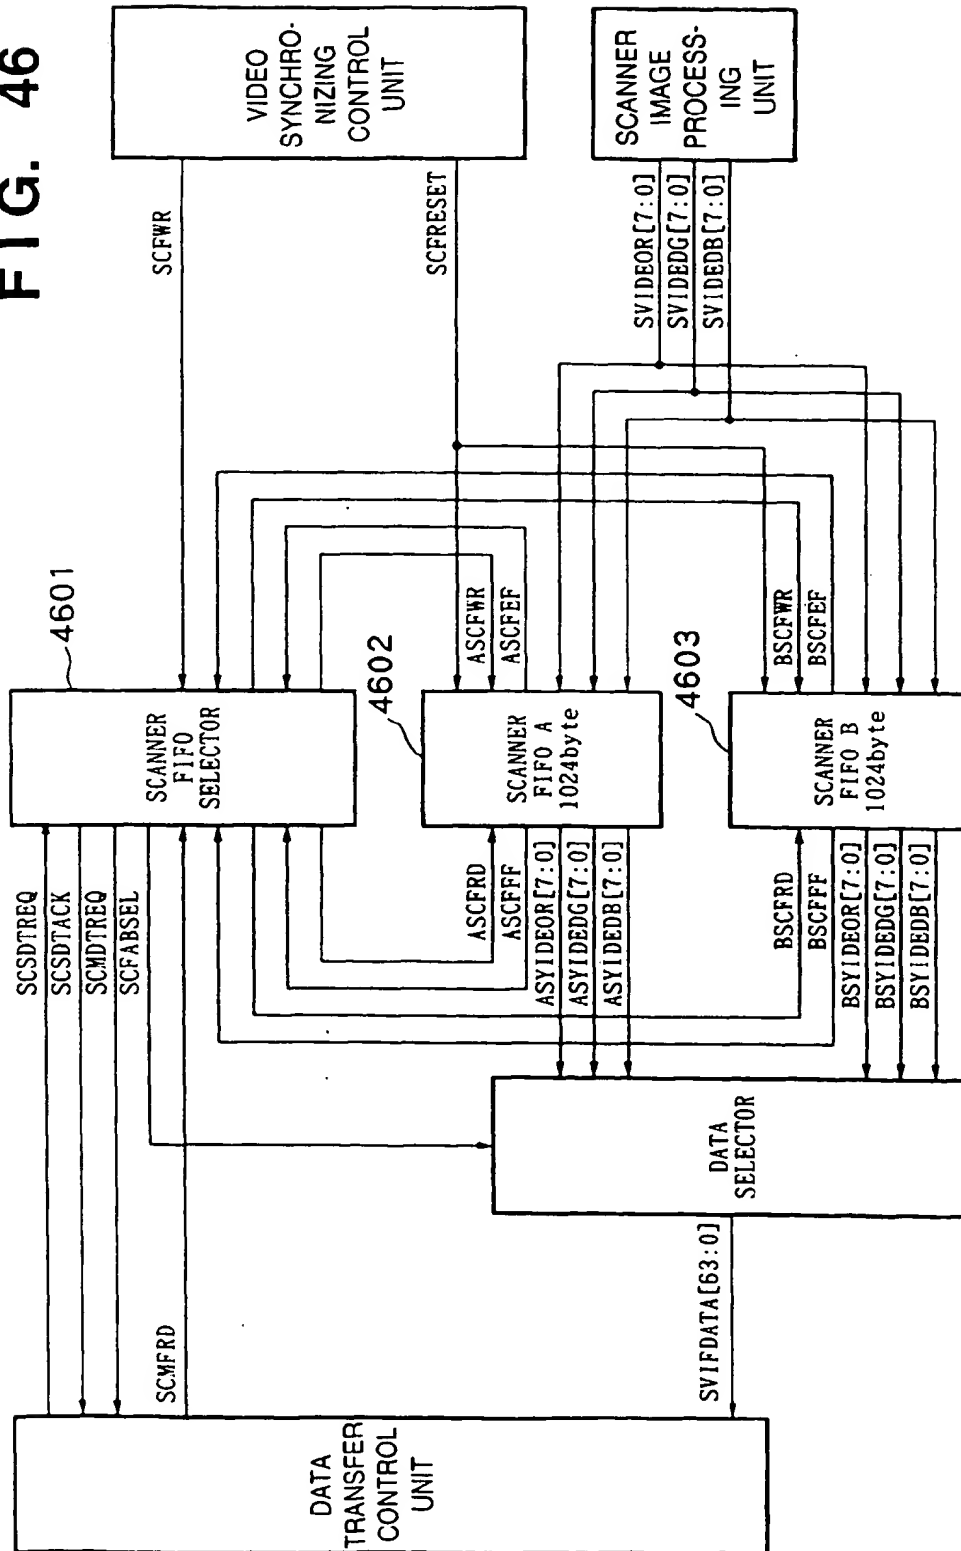 FIG. 46
DATA
TRANSFER
CONTROL
UNIT
SCSDTREQ
SCSDTACK
SCMDTREQ
SCFABSEL
SCMFRD
SVIFDATA[63:0]
4601
SCANNER
FIFO
SELECTOR
SCFWR
SCFRESET
VIDEO
SYNCHRO-
NIZING
CONTROL
UNIT
DATA
SELECTOR
ASCFRD
ASCFFF
ASYIDEOR[7:0]
ASYIDEDG[7:0]
ASYIDEDB[7:0]
4602
SCANNER
FIFO A
1024byte
ASCFWR
ASCFEF
SVIDEOR[7:0]
SVIDEDG[7:0]
SVIDEDB[7:0]
SCANNER
IMAGE
PROCESS-
ING
UNIT
BSCFRD
BSCFFF
BSYIDEOR[7:0]
BSYIDEDG[7:0]
BSYIDEDB[7:0]
4603
SCANNER
FIFO B
1024byte
BSCFWR
BSCFEF